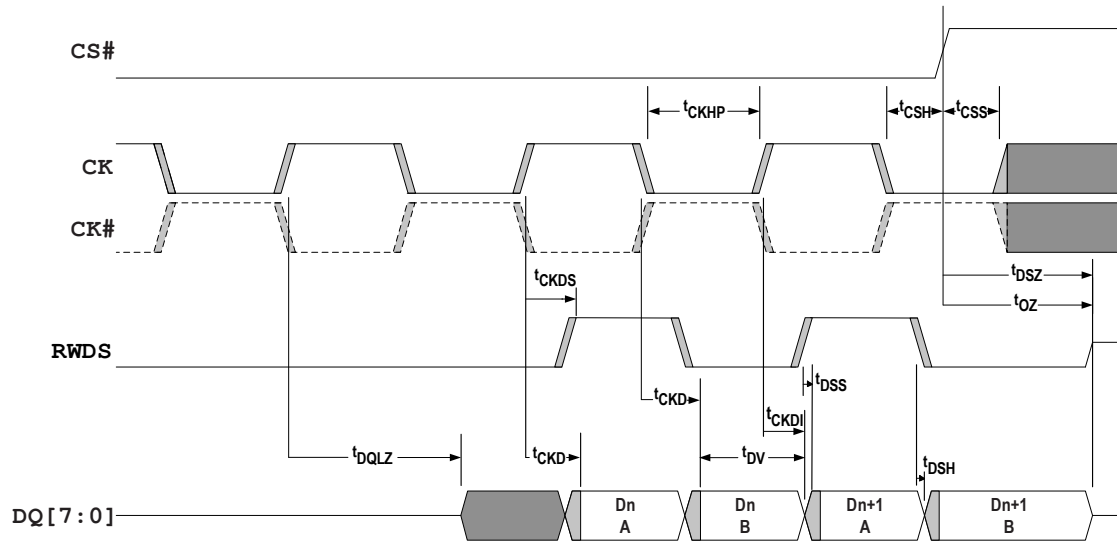 CS#
tCKHP
tCSH
tCSS
CK
CK#
tDSZ
tCKDS
tOZ
RWDS
tDSS
tCKD
tCKDI
tDQLZ
tCKD
tDV
tDSH
DQ[7:0]
Dn
A
Dn
B
Dn+1
A
Dn+1
B